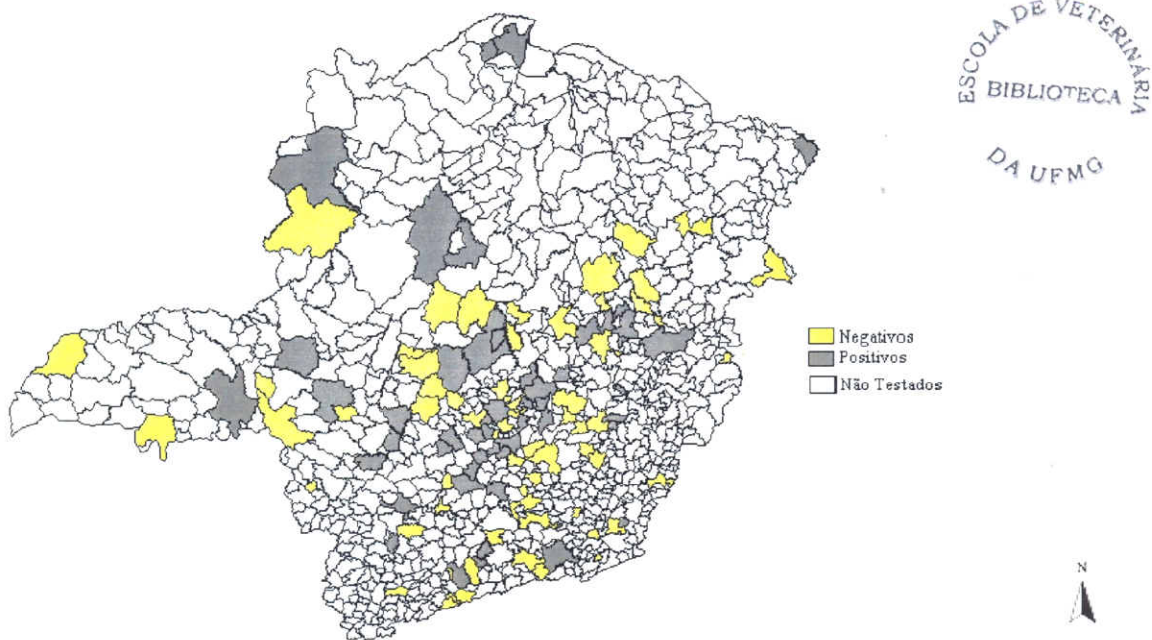 ESCOLA DE VETERINÁRIA
BIBLIOTECA
DA UFMG
Negativos
Positivos
Não Testados
N